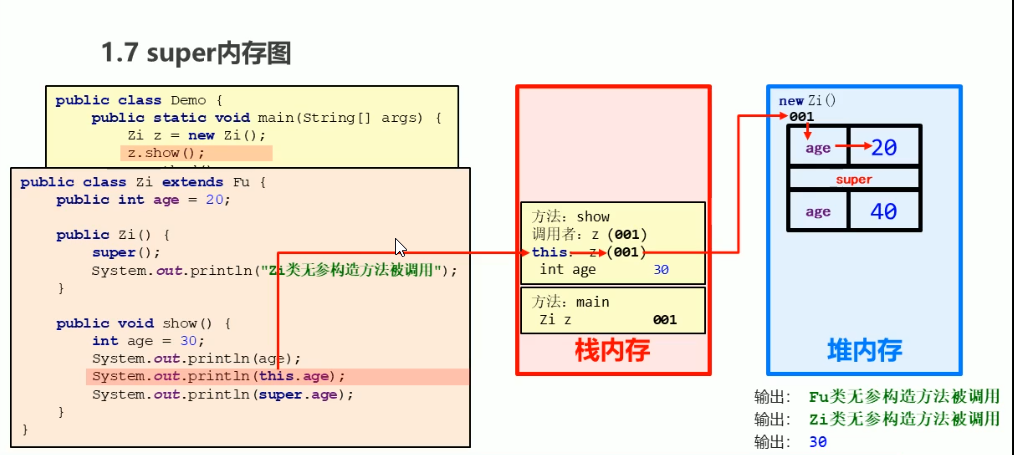 1.7 super内存图
public class Demo {
public static void main(String[] args) {
Zi z = new Zi();
z.show();
public class Zi extends Fu {
public int age = 20;
public Zi() {
super();
System.out.println("Zi类无参构造方法被调用");
}
public void show() {
int age = 30;
System.out.println(age);
System.out.println(this.age);
System.out.println(super.age);
}
}
方法: show
调用者: z (001)
this: z (001)
int age 30
方法: main
Zi z 001
栈内存
new Zi()
001
age 20
super
age 40
堆内存
输出: Fu类无参构造方法被调用
输出: Zi类无参构造方法被调用
输出: 30